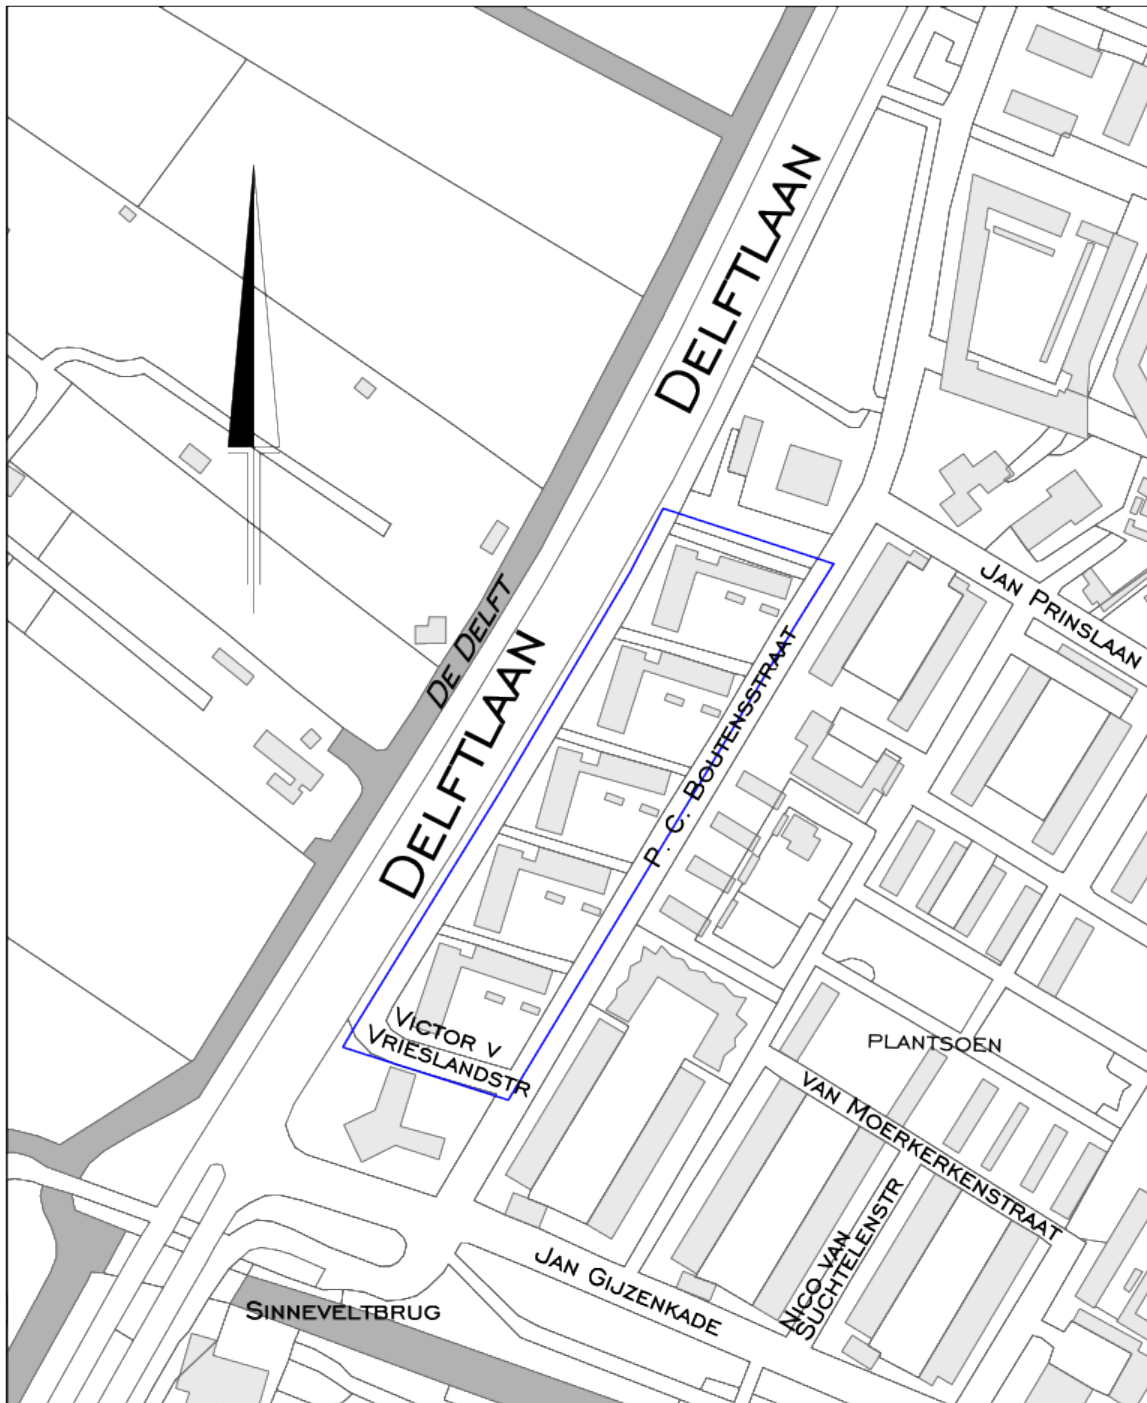 DELFTLAAN
JAN PRINSLAAN
DE DELFT
DELFTLAAN
P. C. BOUTENSSTRAAT
VICTOR V
VRIESLANDSTR
PLANTSOEN
VAN MOERKERKENSTRAAT
NICO VAN
SUCHTELENSTR
JAN GIJZENKADE
SINNEVELTBRUG